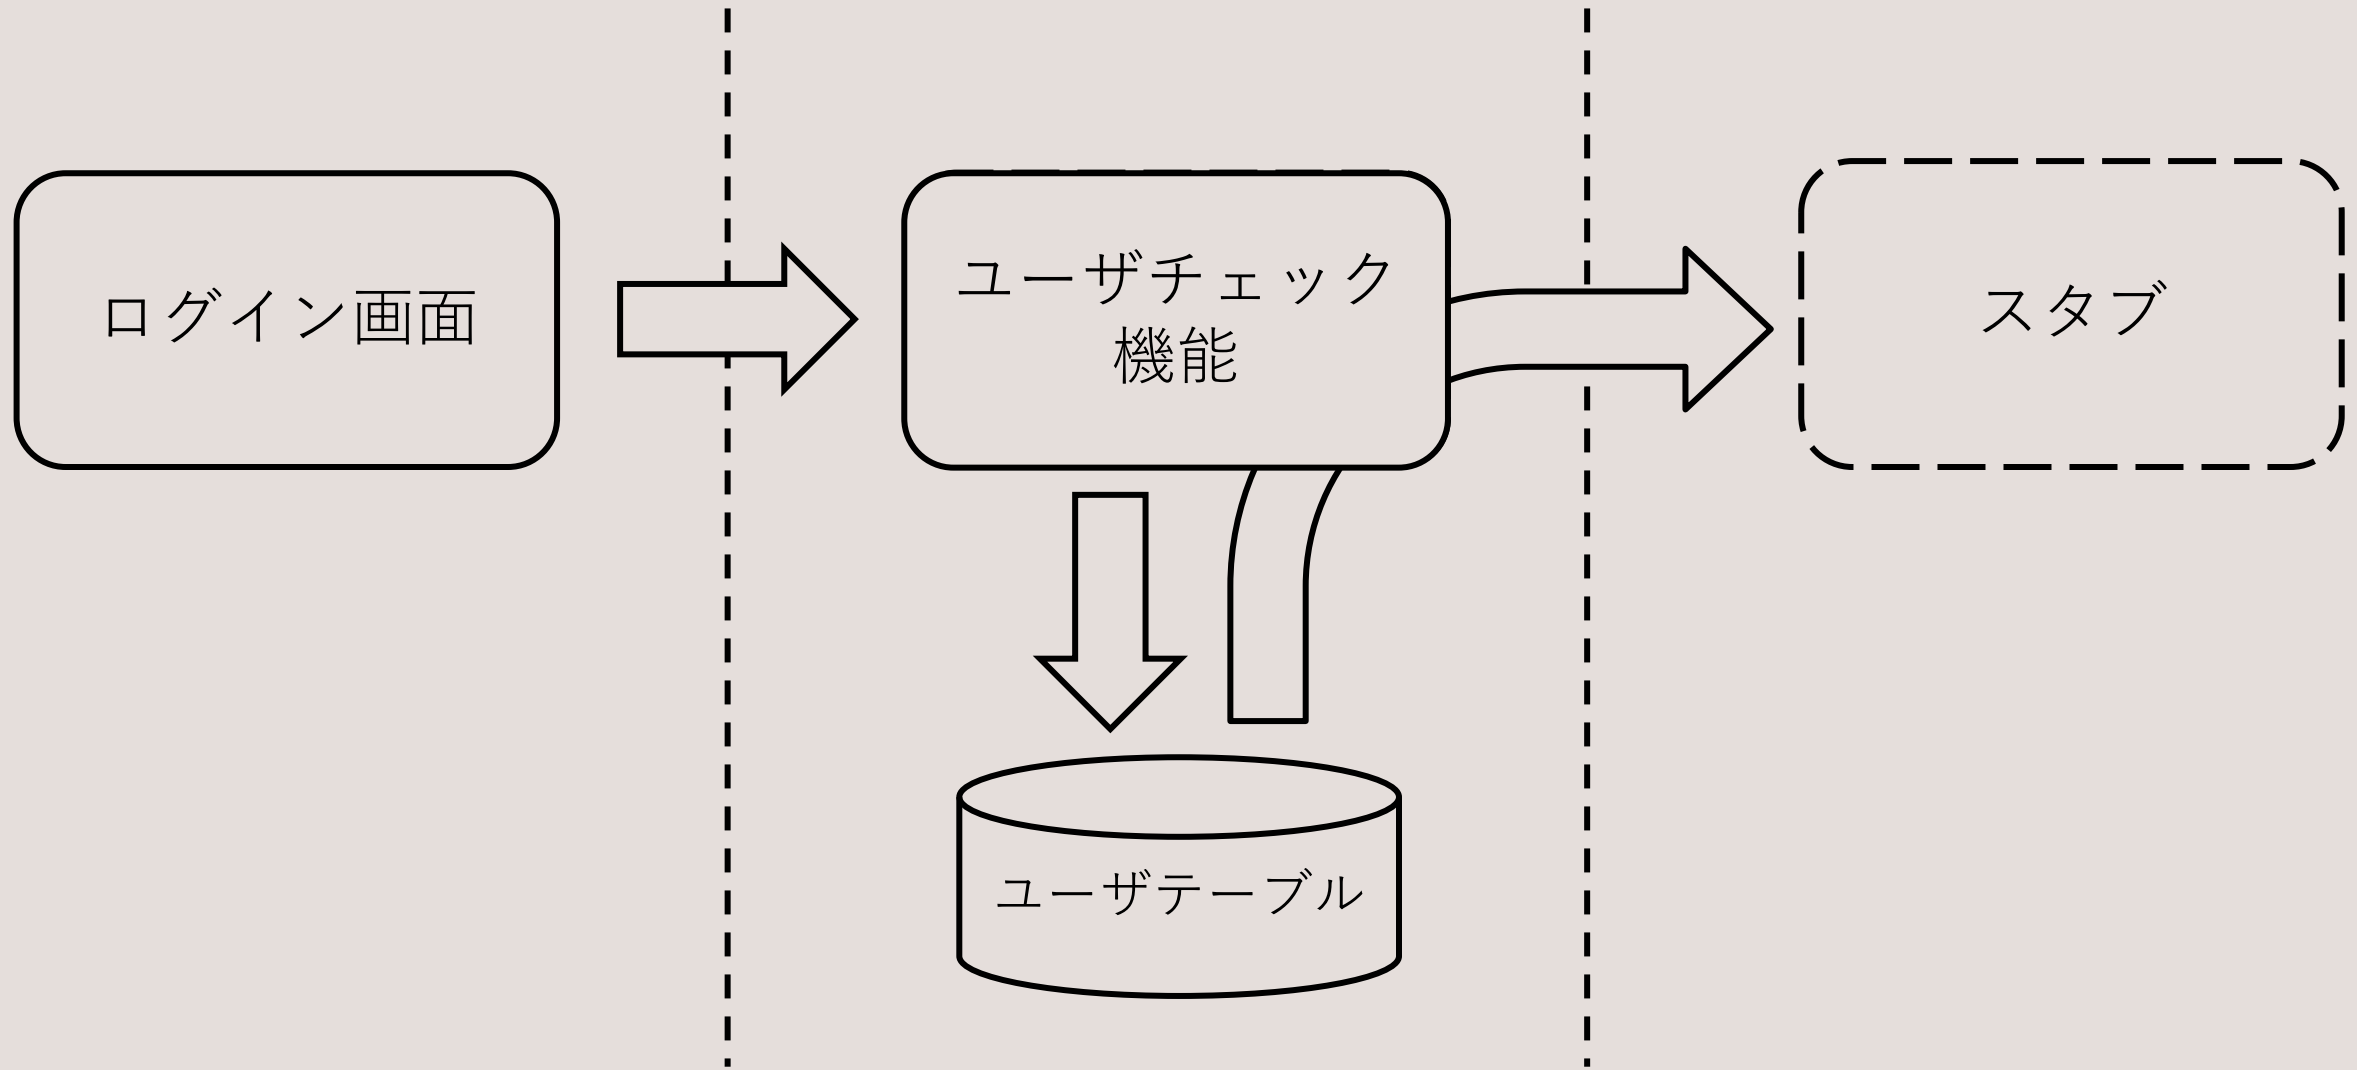 ログイン画面
ユーザチェック
機能
スタブ
ユーザテーブル